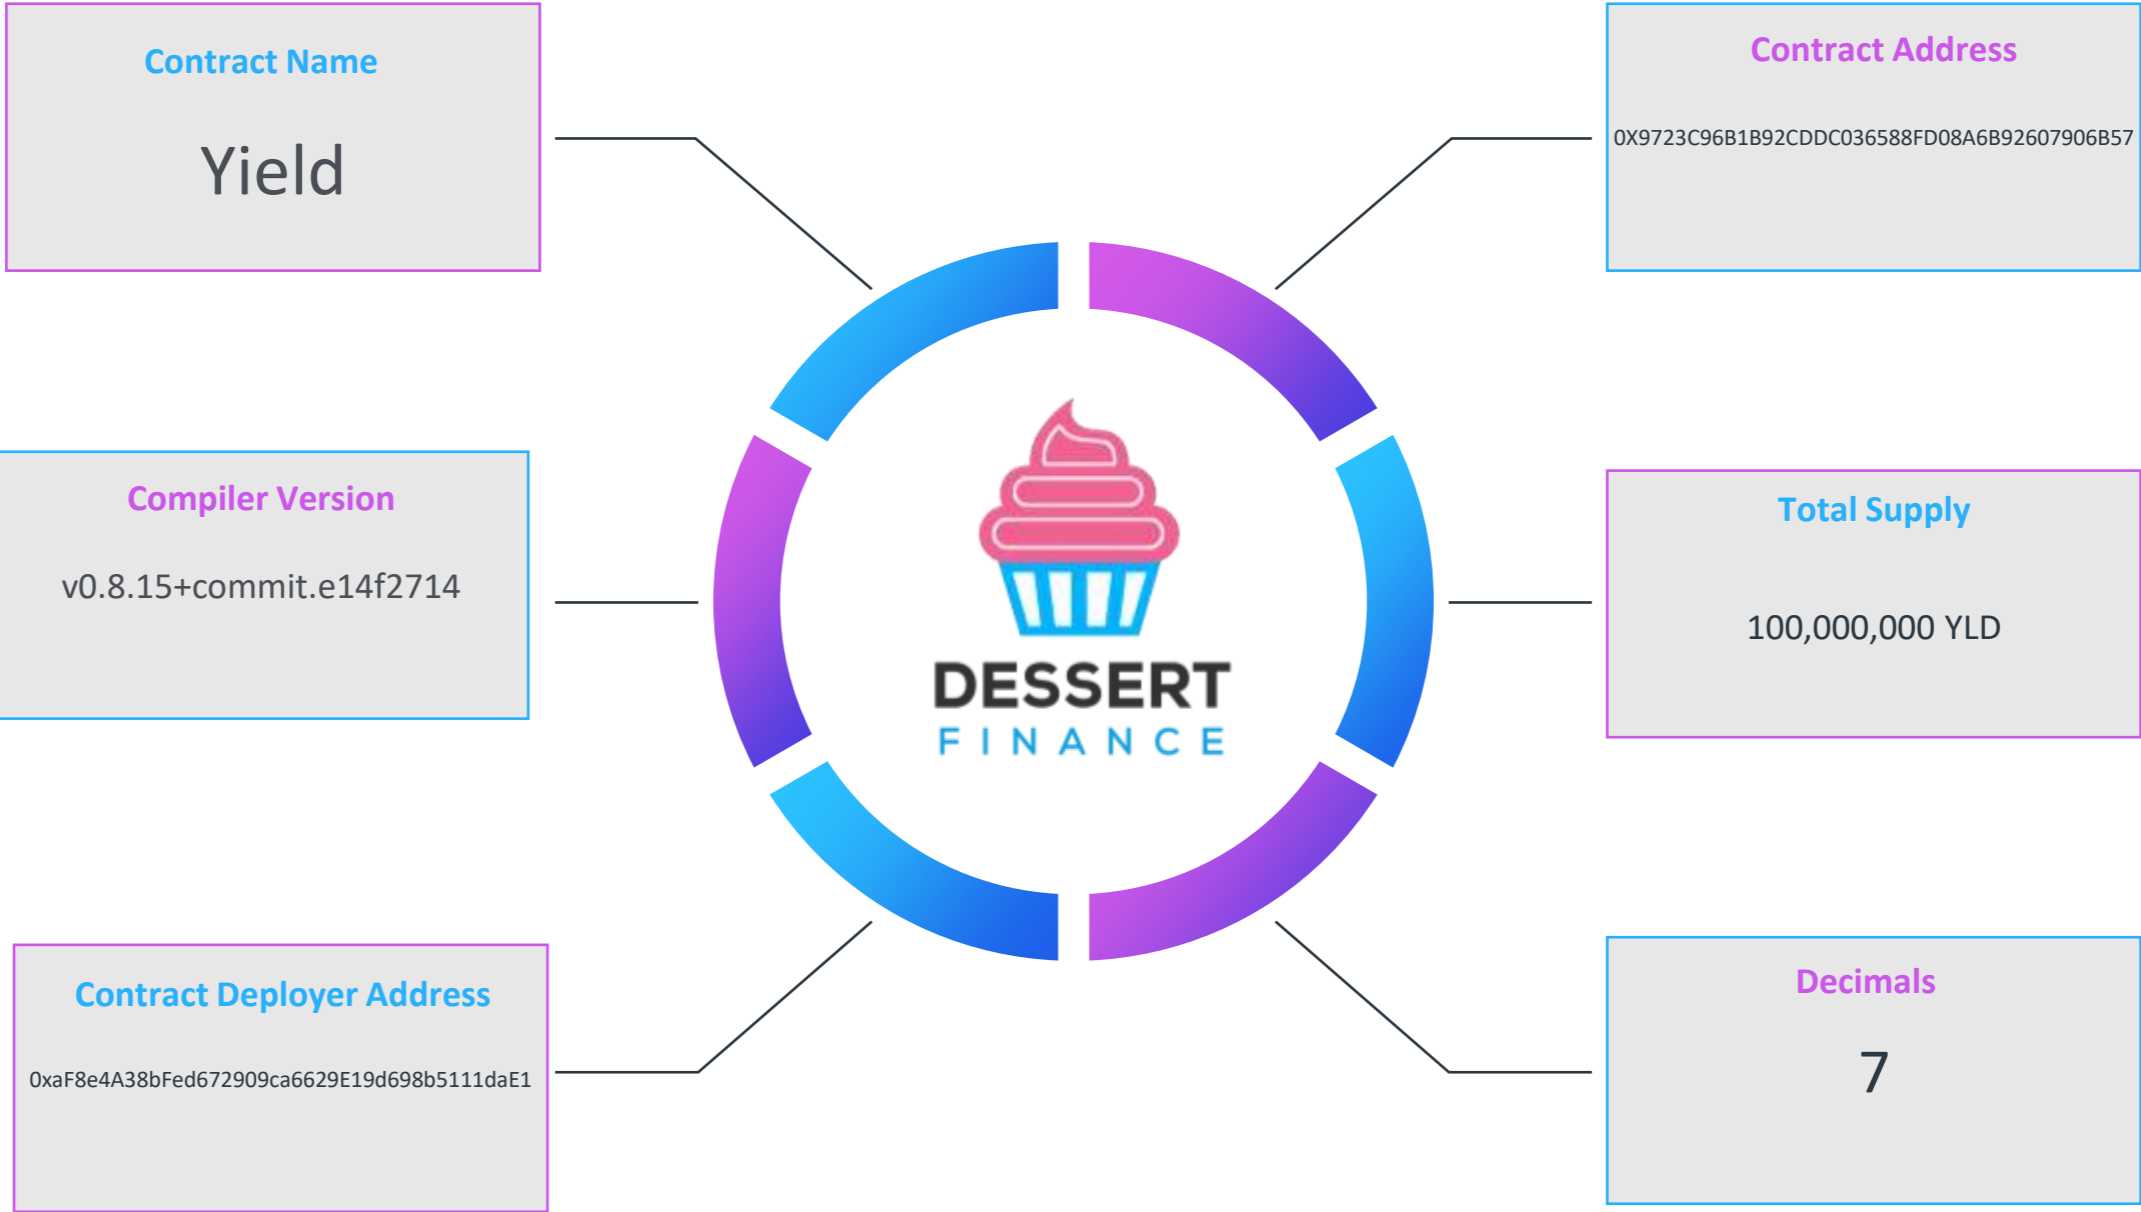 Contract Name
Yield
Contract Address
0X9723C96B1B92CDDC036588FD08A6B92607906B57
Compiler Version
v0.8.15+commit.e14f2714
DESSERT
FINANCE
Total Supply
100,000,000 YLD
Contract Deployer Address
0xaF8e4A38bFed672909ca6629E19d698b5111daE1
Decimals
7